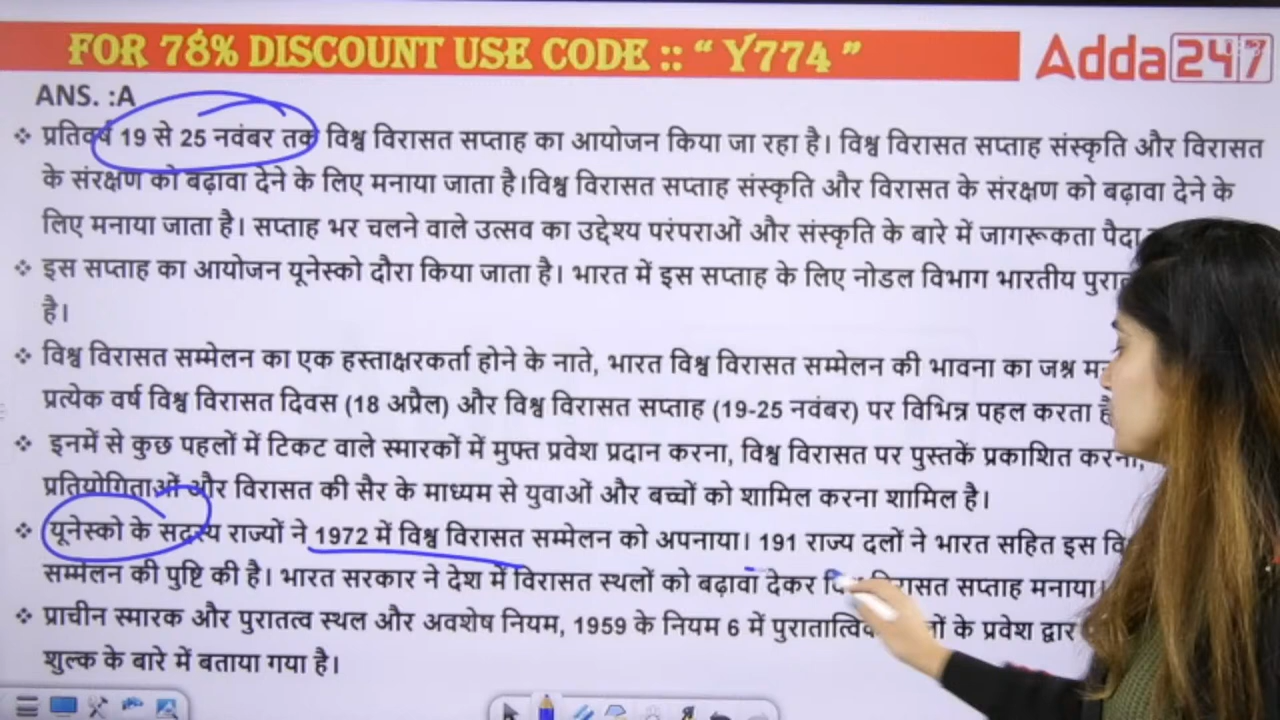 FOR 78% DISCOUNT USE CODE :: “ Y774 ”
Adda 247
ANS. :A
❖ प्रतिवर्ष 19 से 25 नवंबर तक विश्व विरासत सप्ताह का आयोजन किया जा रहा है। विश्व विरासत सप्ताह संस्कृति और विरासत
के संरक्षण को बढ़ावा देने के लिए मनाया जाता है।विश्व विरासत सप्ताह संस्कृति और विरासत के संरक्षण को बढ़ावा देने के
लिए मनाया जाता है। सप्ताह भर चलने वाले उत्सव का उद्देश्य परंपराओं और संस्कृति के बारे में जागरूकता पैदा
❖ इस सप्ताह का आयोजन यूनेस्को दौरा किया जाता है। भारत में इस सप्ताह के लिए नोडल विभाग भारतीय
है।
❖ विश्व विरासत सम्मेलन का एक हस्ताक्षरकर्ता होने के नाते, भारत विश्व विरासत सम्मेलन की भावना का जश्न
प्रत्येक वर्ष विश्व विरासत दिवस (18 अप्रैल) और विश्व विरासत सप्ताह (19-25 नवंबर) पर विभिन्न पहल करता
❖ इनमें से कुछ पहलों में टिकट वाले स्मारकों में मुफ्त प्रवेश प्रदान करना, विश्व विरासत पर पुस्तकें प्रकाशित करना,
प्रतियोगिताओं और विरासत की सैर के माध्यम से युवाओं और बच्चों को शामिल करना शामिल है।
❖ यूनेस्को के सदस्य राज्यों ने 1972 में विश्व विरासत सम्मेलन को अपनाया। 191 राज्य दलों ने भारत सहित इस
सम्मेलन की पुष्टि की है। भारत सरकार ने देश में विरासत स्थलों को बढ़ावा देकर विरासत सप्ताह मनाया।
❖ प्राचीन स्मारक और पुरातत्व स्थल और अवशेष नियम, 1959 के नियम 6 में के प्रवेश द्वार
शुल्क के बारे में बताया गया है।